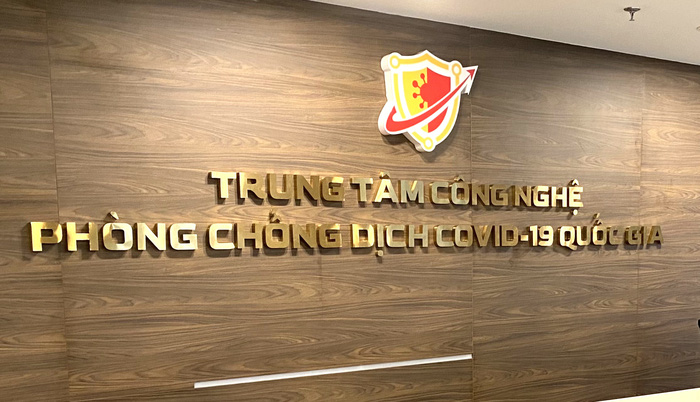 TRUNG TÂM CÔNG NGHỆ
PHÒNG CHỐNG DỊCH COVID-19 QUỐC GIA